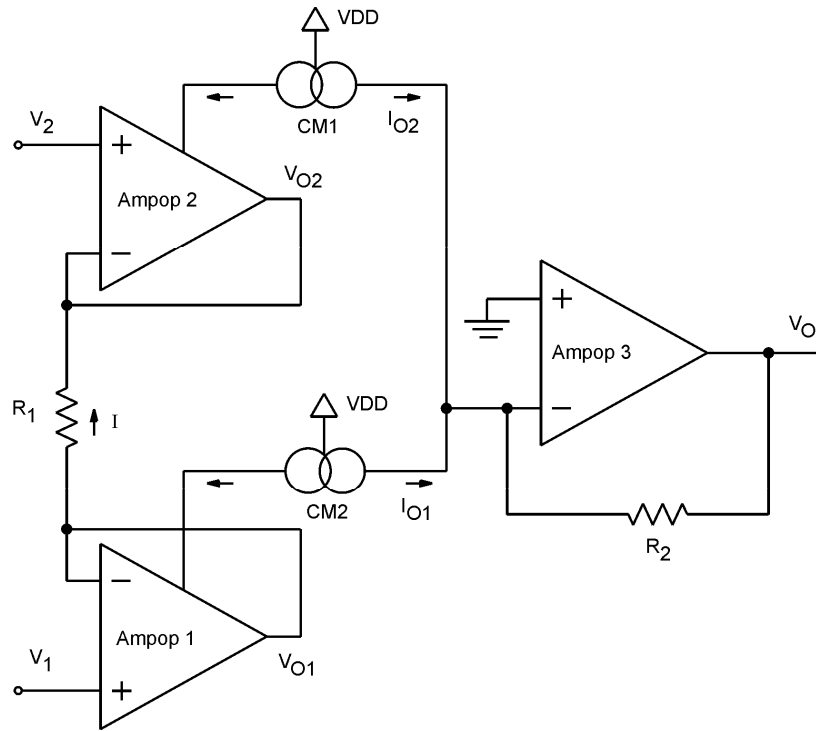 VDD
V2
+
CM1
IO2
Ampop 2
VO2
−
+
Ampop 3
VO
−
R1
I
VDD
CM2
IO1
R2
−
Ampop 1
V1
+
VO1